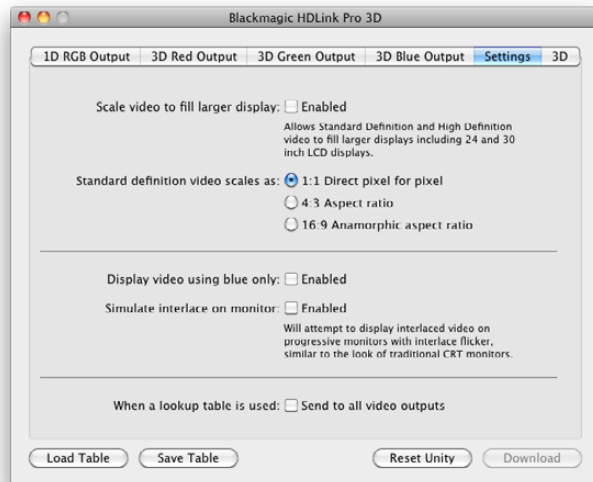 Blackmagic HDLink Pro 3D
1D RGB Output 3D Red Output 3D Green Output 3D Blue Output Settings 3D
Scale video to fill larger display: Enabled
Allows Standard Definition and High Definition
video to fill larger displays including 24 and 30
inch LCD displays.
Standard definition video scales as: 1:1 Direct pixel for pixel
4:3 Aspect ratio
16:9 Anamorphic aspect ratio
Display video using blue only: Enabled
Simulate interlace on monitor: Enabled
Will attempt to display interlaced video on
progressive monitors with interlace flicker,
similar to the look of traditional CRT monitors.
When a lookup table is used: Send to all video outputs
Load Table Save Table Reset Unity Download